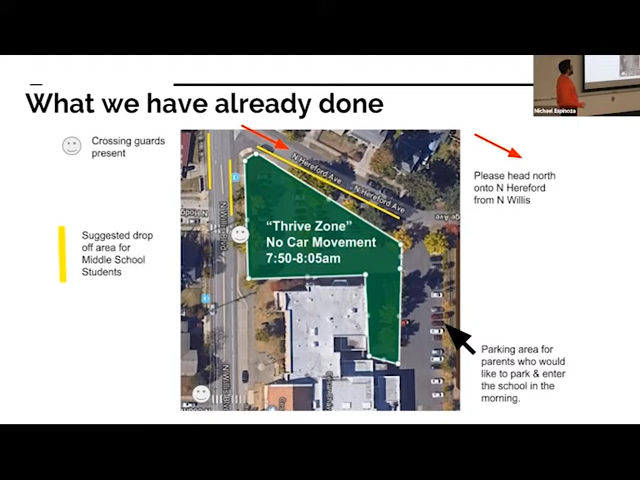 What we have already done
Michael Espinoza
Crossing guards
present
Suggested drop
off area for
Middle School
Students
N Hereford Ave
N Hereford Ave
N Willis Blvd
"Thrive Zone"
No Car Movement
7:50-8:05am
Please head north
onto N Hereford
from N Willis
Parking area for
parents who would
like to park & enter
the school in the
morning.